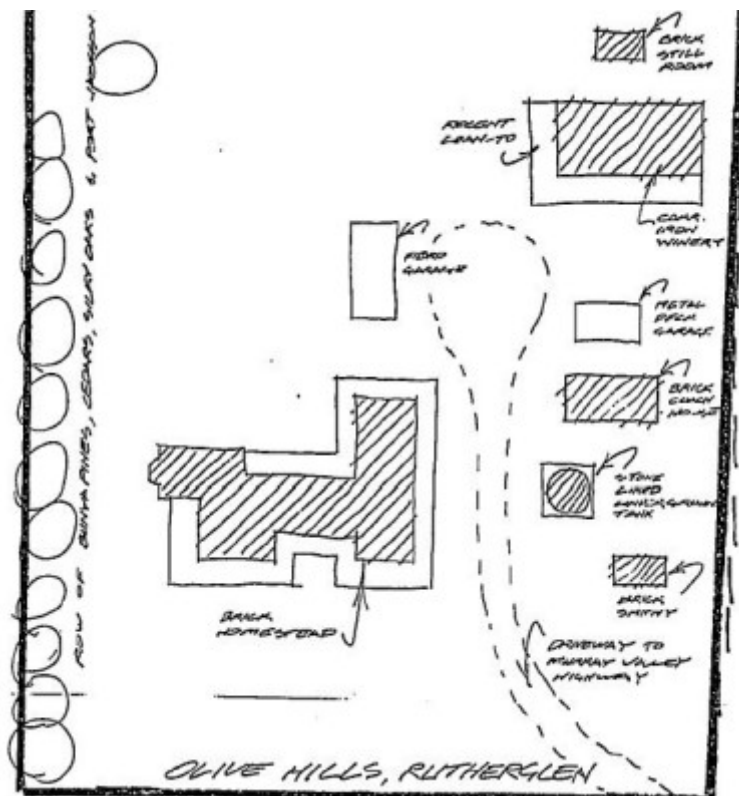 BRICK
STILL
ROOM
RECENT
LEAN-TO
CORR.
IRON
WINERY
FIBRO
GARAGE
METAL
DECK
GARAGE
BRICK
COACH
HOUSE
STONE
LINED
UNDERGROUND
TANK
BRICK
SMITHY
BRICK
HOMESTEAD
DRIVEWAY TO
MURRAY VALLEY
HIGHWAY
ROW OF BUNYA PINES, CEDARS, SILKY OAKS & PORT JACKSON
OLIVE HILLS, RUTHERGLEN